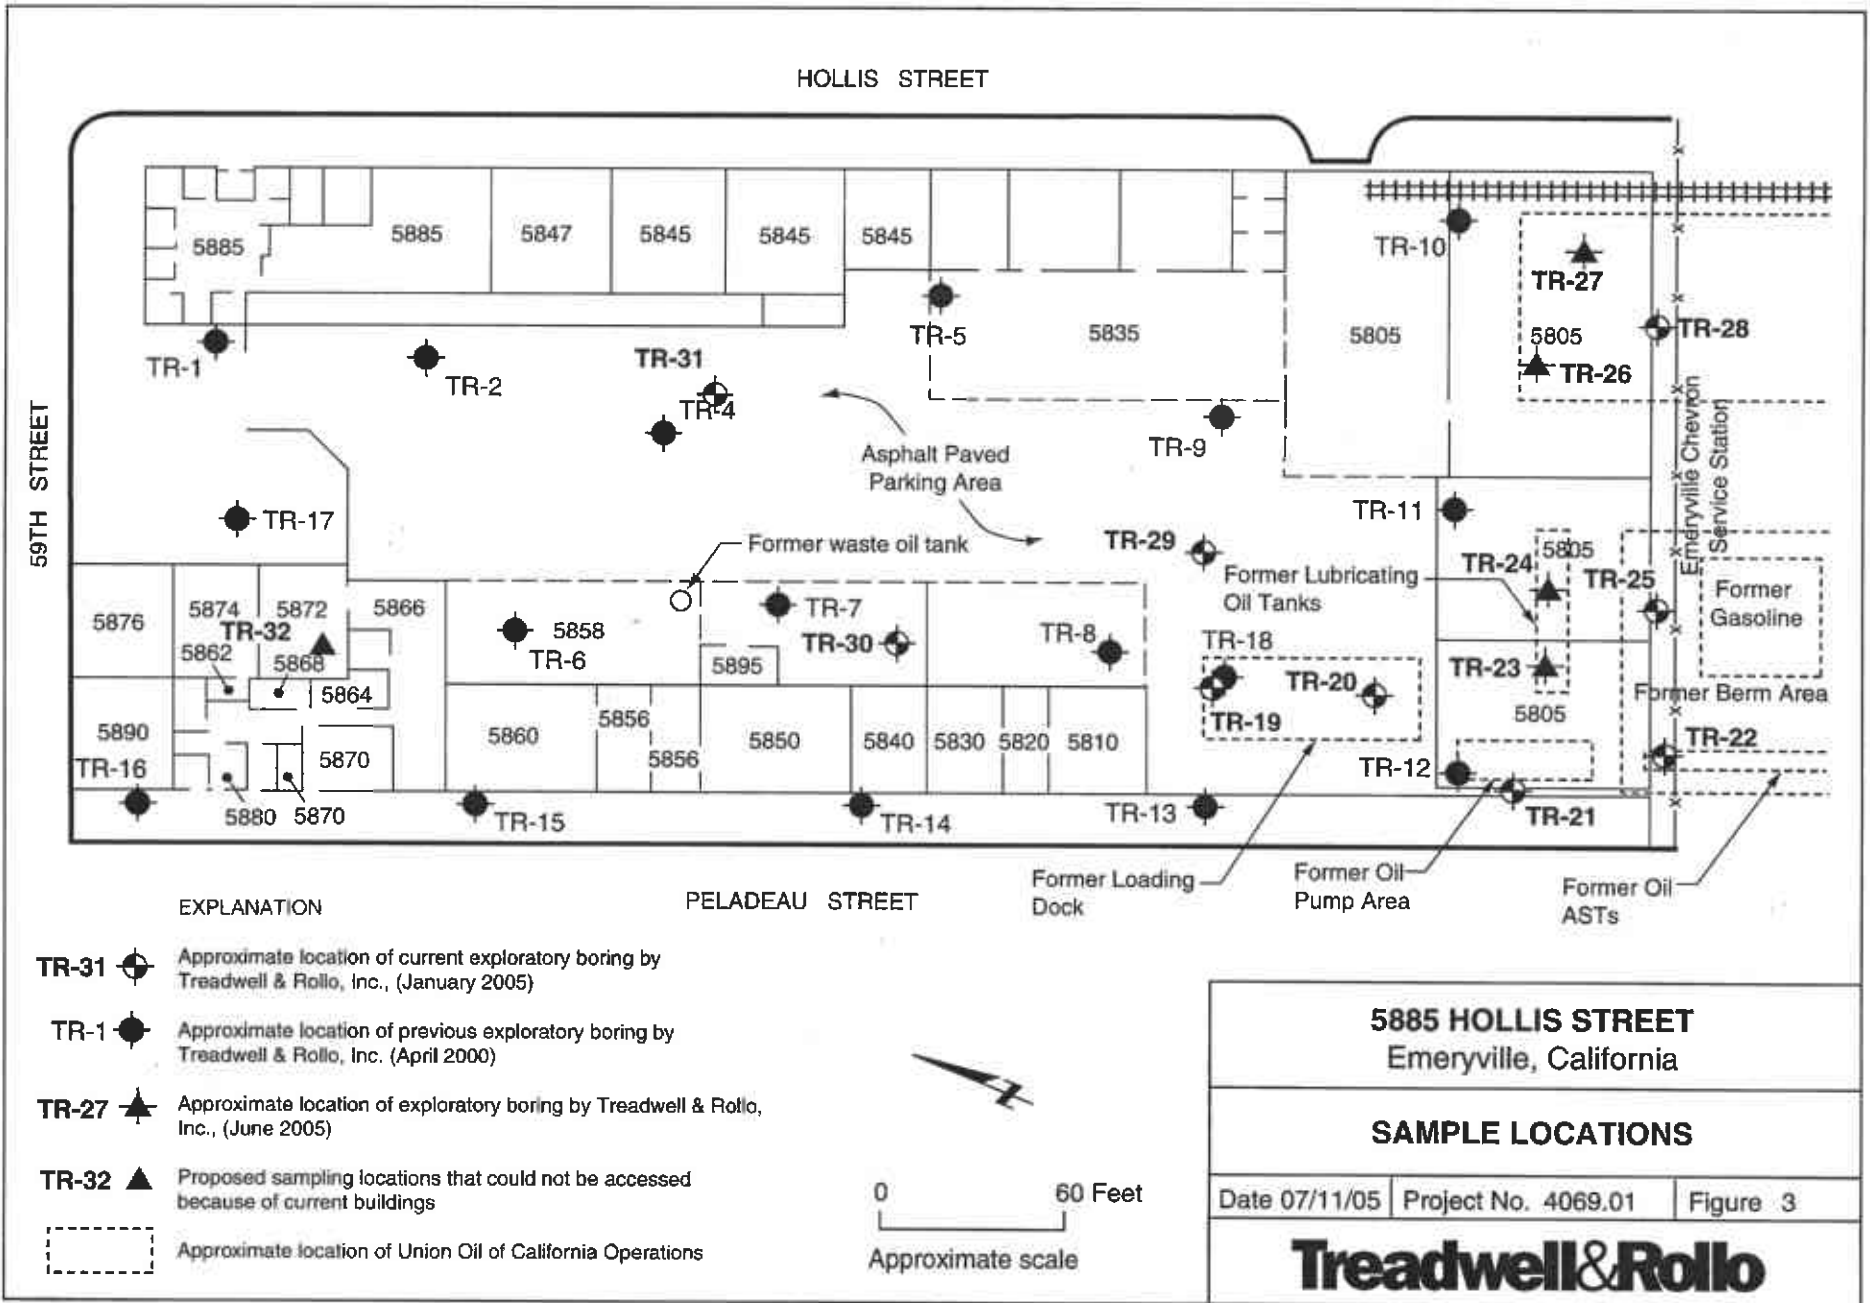 HOLLIS STREET
5885
5885
5847
5845
5845
5845
5835
5805
TR-10
TR-27
5805
TR-26
TR-28
TR-1
TR-2
TR-31
TR-4
TR-5
TR-9
Asphalt Paved
Parking Area
59TH STREET
TR-17
Former waste oil tank
TR-29
TR-11
Emeryville Chevron
Service Station
Former Lubricating
Oil Tanks
TR-24
5805
TR-25
Former
Gasoline
5876
5874
5872
5866
TR-32
5862
5868
5864
TR-6
5858
TR-7
TR-30
5895
TR-8
TR-18
TR-19
TR-20
TR-23
5805
Former Berm Area
TR-22
5890
TR-16
5870
5880
5870
5860
5856
5856
5850
5840
5830
5820
5810
TR-15
TR-14
TR-13
TR-12
TR-21
PELADEAU STREET
Former Loading
Dock
Former Oil
Pump Area
Former Oil
ASTs
EXPLANATION
TR-31 Approximate location of current exploratory boring by
Treadwell & Rollo, Inc., (January 2005)
TR-1 Approximate location of previous exploratory boring by
Treadwell & Rollo, Inc. (April 2000)
TR-27 Approximate location of exploratory boring by Treadwell & Rollo,
Inc., (June 2005)
TR-32 Proposed sampling locations that could not be accessed
because of current buildings
Approximate location of Union Oil of California Operations
0 60 Feet
Approximate scale
5885 HOLLIS STREET
Emeryville, California
SAMPLE LOCATIONS
Date 07/11/05 Project No. 4069.01 Figure 3
Treadwell&Rollo